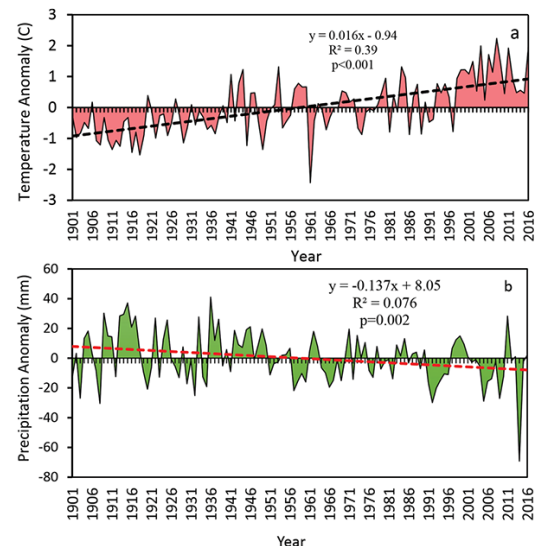 a
y = 0.016x - 0.94
R² = 0.39
p<0.001
Temperature Anomaly (C)
3
2
1
0
-1
-2
-3
1901 1906 1911 1916 1921 1926 1931 1936 1941 1946 1951 1956 1961 1966 1971 1976 1981 1986 1991 1996 2001 2006 2011 2016
Year
b
y = -0.137x + 8.05
R² = 0.076
p=0.002
Precipitation Anomaly (mm)
60
40
20
0
-20
-40
-60
-80
1901 1906 1911 1916 1921 1926 1931 1936 1941 1946 1951 1956 1961 1966 1971 1976 1981 1986 1991 1996 2001 2006 2011 2016
Year